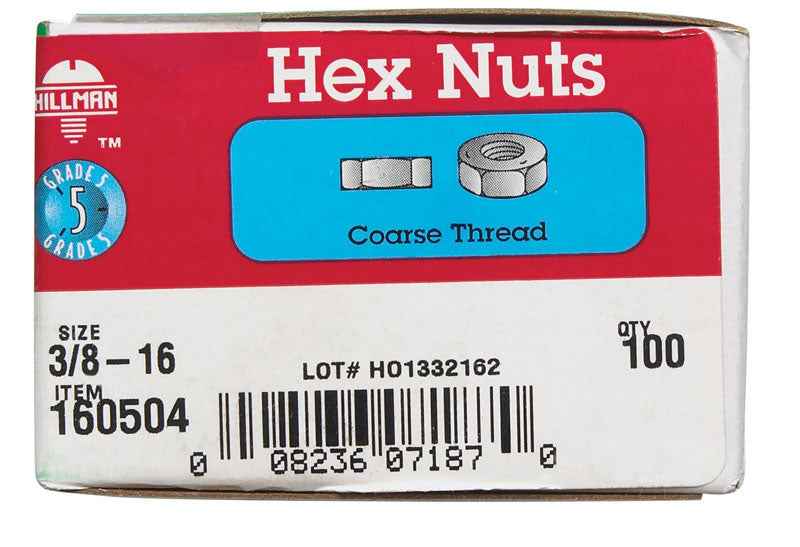 Hex Nuts
HILLMAN
TM
GRADE 5
5
GRADE 5
Coarse Thread
SIZE
3/8-16
QTY
100
LOT# HO1332162
ITEM
160504
0 08236 07187 0